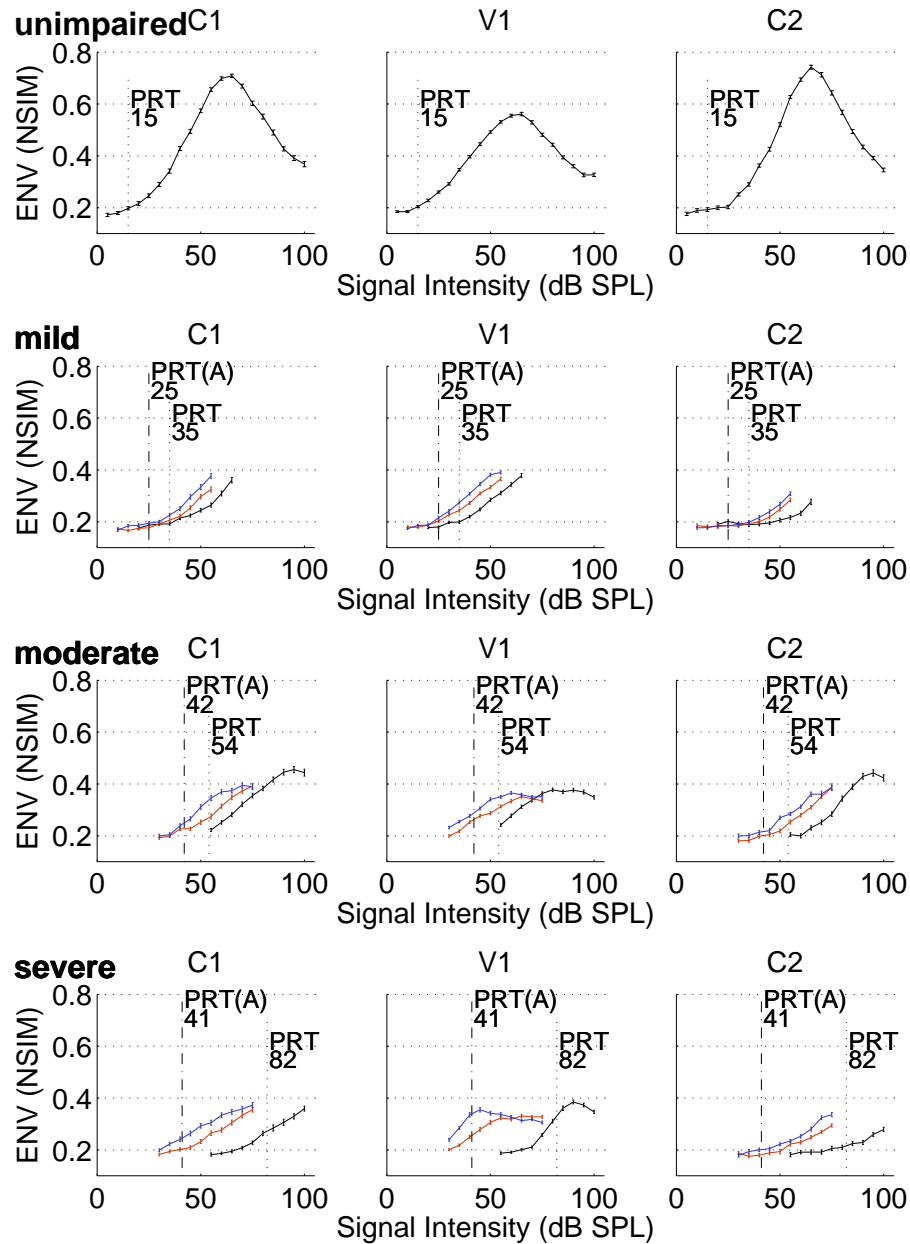 unimpaired
C1
V1
C2
ENV (NSIM)
0.8
0.6
0.4
0.2
PRT
15
PRT
15
PRT
15
0 50 100
0 50 100
0 50 100
Signal Intensity (dB SPL)
mild
C1
V1
C2
ENV (NSIM)
0.8
0.6
0.4
0.2
PRT(A)
25
PRT
35
PRT(A)
25
PRT
35
PRT(A)
25
PRT
35
0 50 100
0 50 100
0 50 100
Signal Intensity (dB SPL)
moderate
C1
V1
C2
ENV (NSIM)
0.8
0.6
0.4
0.2
PRT(A)
42
PRT
54
PRT(A)
42
PRT
54
PRT(A)
42
PRT
54
0 50 100
0 50 100
0 50 100
Signal Intensity (dB SPL)
severe
C1
V1
C2
ENV (NSIM)
0.8
0.6
0.4
0.2
PRT(A)
41
PRT
82
PRT(A)
41
PRT
82
PRT(A)
41
PRT
82
0 50 100
0 50 100
0 50 100
Signal Intensity (dB SPL)